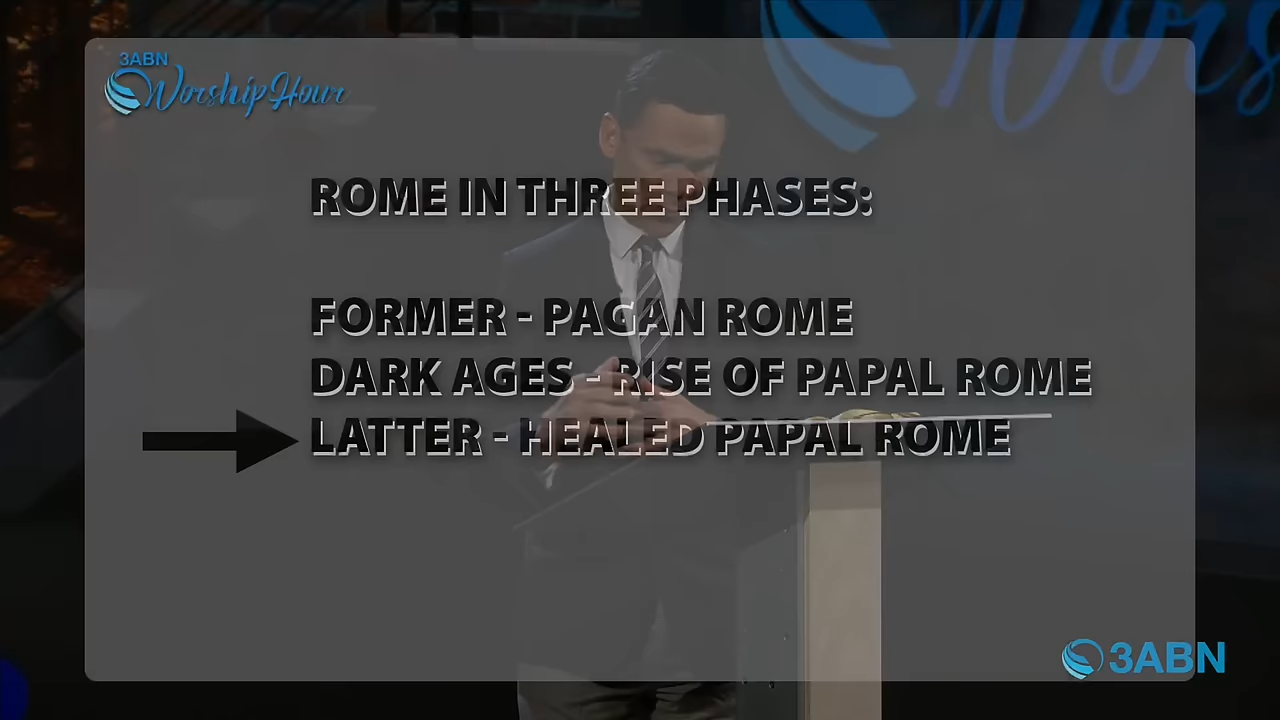 3ABN
Worship Hour
Wors
ROME IN THREE PHASES:
FORMER - PAGAN ROME
DARK AGES - RISE OF PAPAL ROME
LATTER - HEALED PAPAL ROME
3ABN